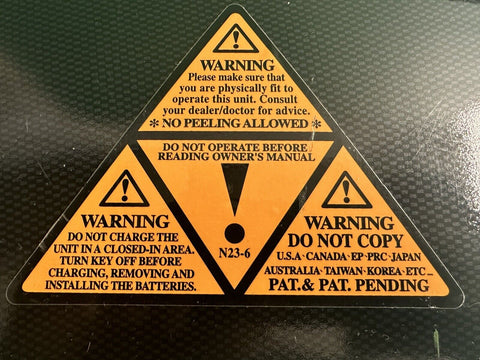 WARNING
Please make sure that
you are physically fit to
operate this unit. Consult
your dealer/doctor for advice.
* NO PEELING ALLOWED *
DO NOT OPERATE BEFORE
READING OWNER'S MANUAL
N23-6
WARNING
DO NOT CHARGE THE
UNIT IN A CLOSED-IN AREA.
TURN KEY OFF BEFORE
CHARGING, REMOVING AND
INSTALLING THE BATTERIES.
WARNING
DO NOT COPY
U.S.A、CANADA、EP、PRC、JAPAN
AUSTRALIA、TAIWAN、KOREA、ETC ...
PAT. & PAT. PENDING